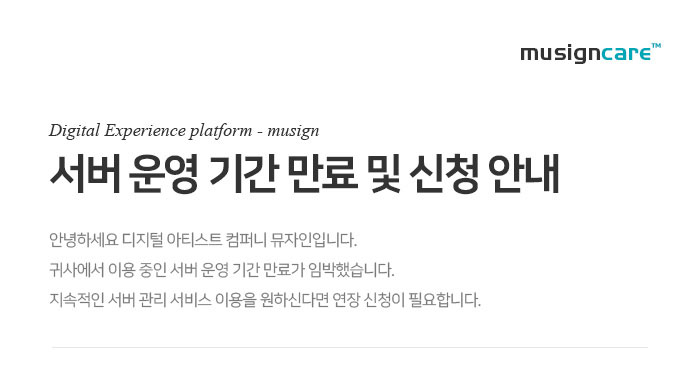 musigncare™
Digital Experience platform - musign
서버 운영 기간 만료 및 신청 안내
안녕하세요 디지털 아티스트 컴퍼니 뮤자인입니다.
귀사에서 이용 중인 서버 운영 기간 만료가 임박했습니다.
지속적인 서버 관리 서비스 이용을 원하신다면 연장 신청이 필요합니다.